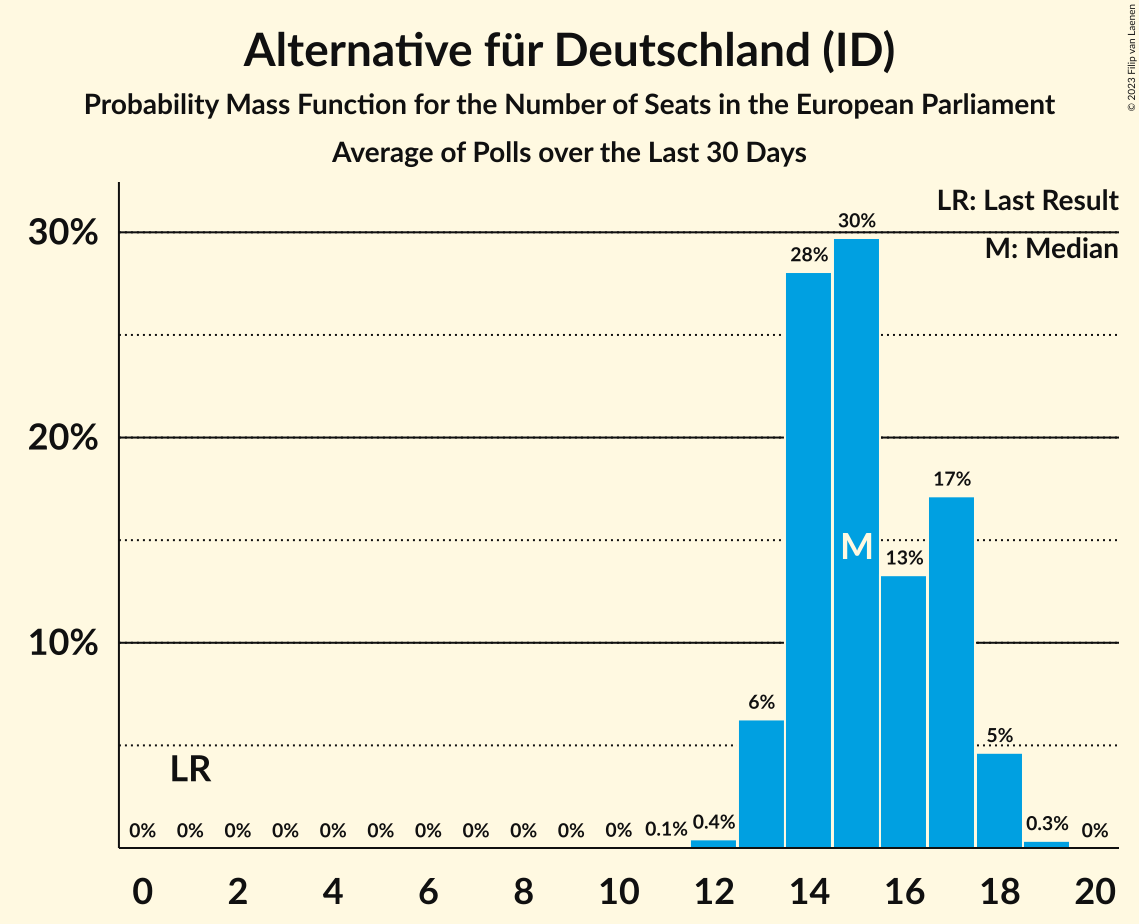 Alternative für Deutschland (ID)
Probability Mass Function for the Number of Seats in the European Parliament
Average of Polls over the Last 30 Days
© 2023 Filip van Laenen
LR: Last Result
M: Median
30%
20%
10%
30%
28%
17%
M
13%
6%
5%
LR
0% 0% 0% 0% 0% 0% 0% 0% 0% 0% 0% 0.1% 0.4% 0.3% 0%
0 2 4 6 8 10 12 14 16 18 20